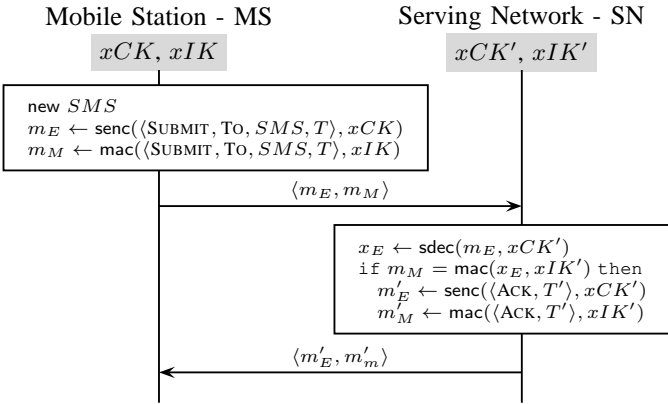 Mobile Station - MS Serving Network - SN
xCK, xIK xCK′, xIK′
new SMS
m_E ← senc(⟨SUBMIT, TO, SMS, T⟩, xCK)
m_M ← mac(⟨SUBMIT, TO, SMS, T⟩, xIK)
⟨m_E, m_M⟩
x_E ← sdec(m_E, xCK′)
if m_M = mac(x_E, xIK′) then
m′_E ← senc(⟨ACK, T′⟩, xCK′)
m′_M ← mac(⟨ACK, T′⟩, xIK′)
⟨m′_E, m′_m⟩